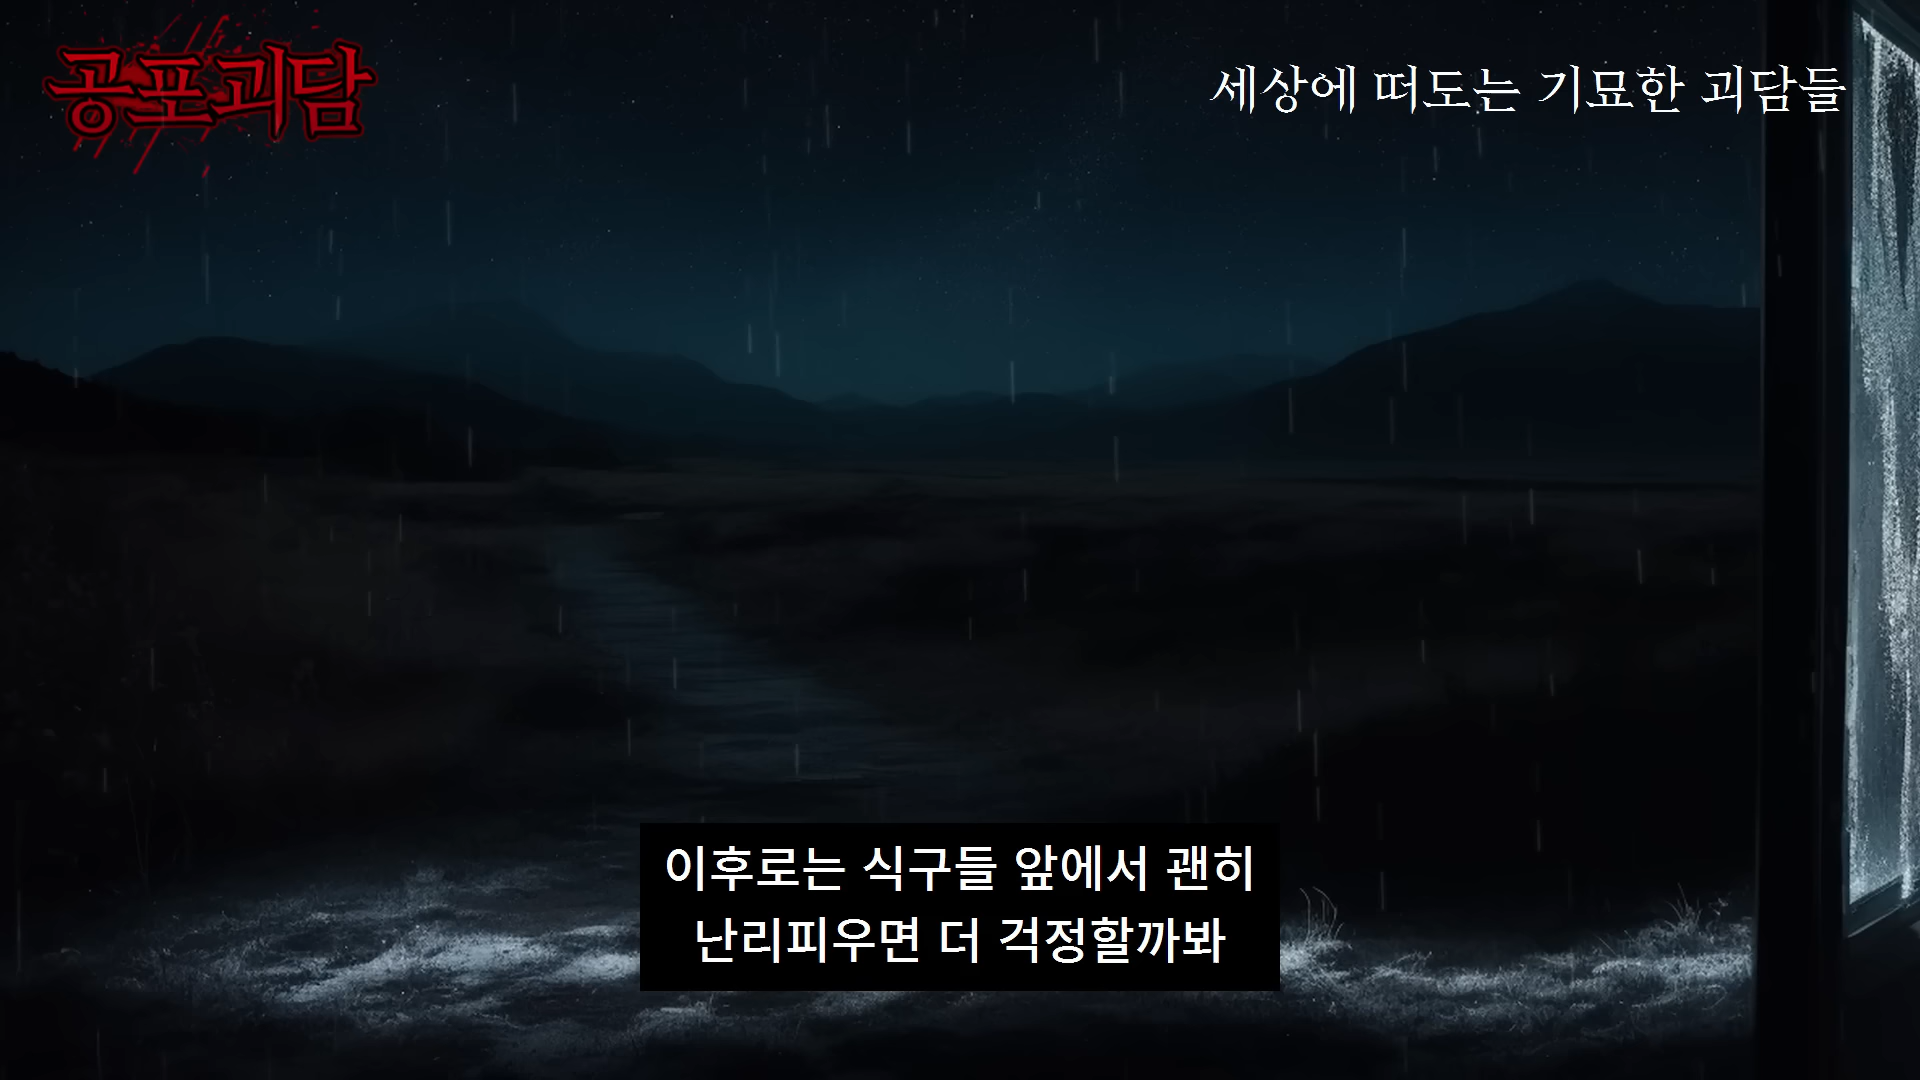 공포괴담
세상에 떠도는 기묘한 괴담들
이후로는 식구들 앞에서 괜히
난리피우면 더 걱정할까봐